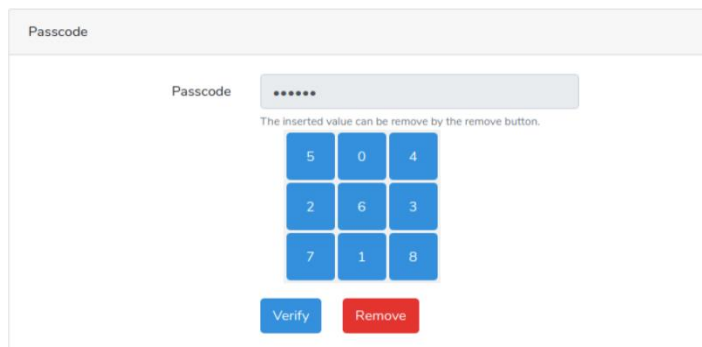 Passcode
Passcode ••••••
The inserted value can be remove by the remove button.
5 0 4
2 6 3
7 1 8
Verify Remove